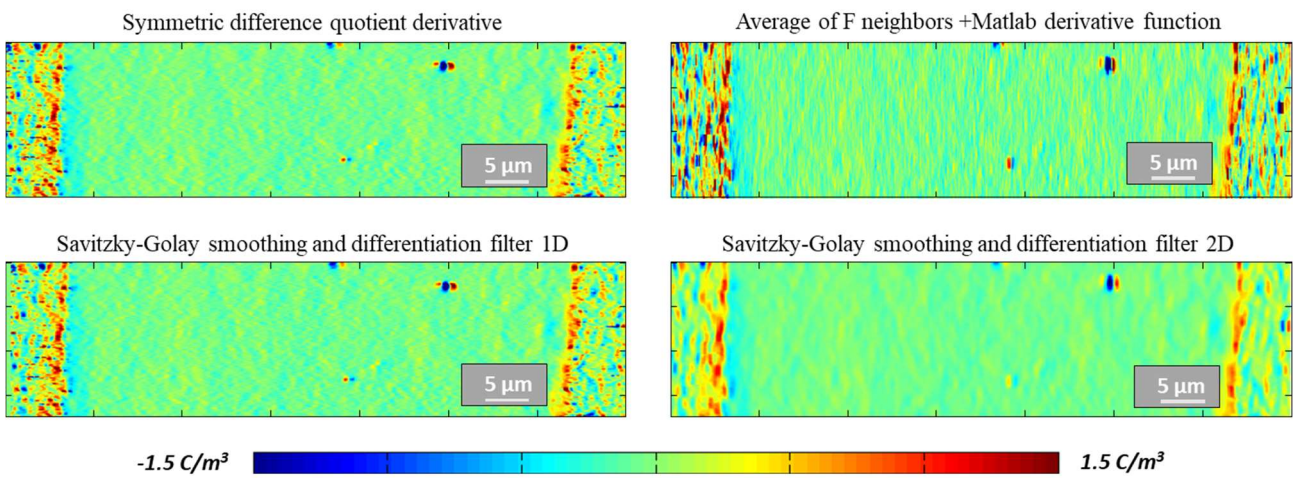 Symmetric difference quotient derivative
Average of F neighbors +Matlab derivative function
5 µm
5 µm
Savitzky-Golay smoothing and differentiation filter 1D
Savitzky-Golay smoothing and differentiation filter 2D
5 µm
5 µm
-1.5 C/m³
1.5 C/m³